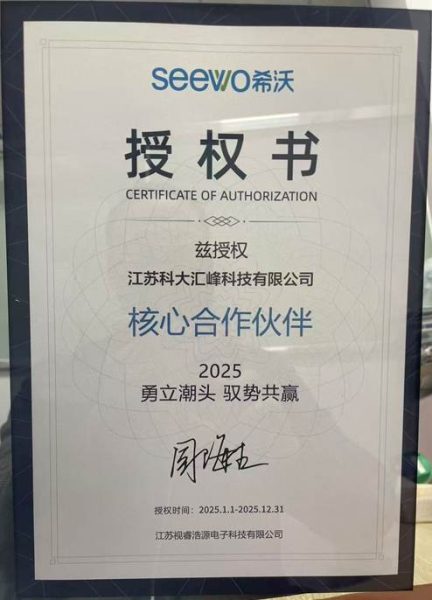 seewo希沃
授权书
CERTIFICATE OF AUTHORIZATION
兹授权
江苏科大汇峰科技有限公司
核心合作伙伴
2025
勇立潮头 驭势共赢
授权时间：2025.1.1-2025.12.31
江苏视睿浩源电子科技有限公司